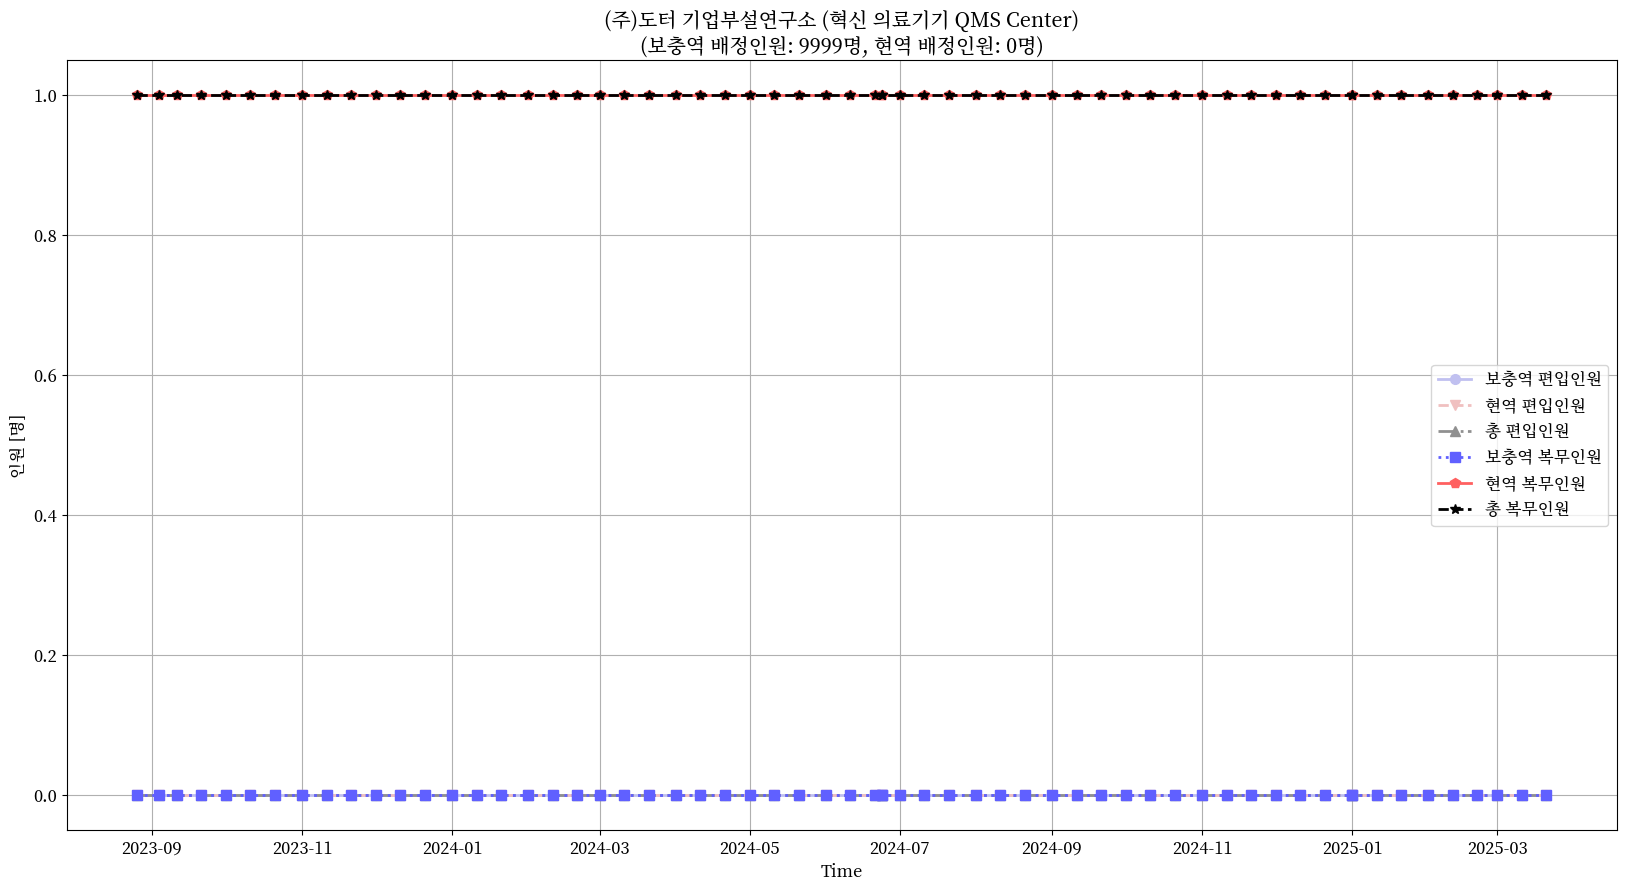 (주)도터 기업부설연구소 (혁신 의료기기 QMS Center)
(보충역 배정인원: 9999명, 현역 배정인원: 0명)
인원 [명]
1.0
0.8
0.6
0.4
0.2
0.0
보충역 편입인원
현역 편입인원
총 편입인원
보충역 복무인원
현역 복무인원
총 복무인원
2023-09 2023-11 2024-01 2024-03 2024-05 2024-07 2024-09 2024-11 2025-01 2025-03
Time